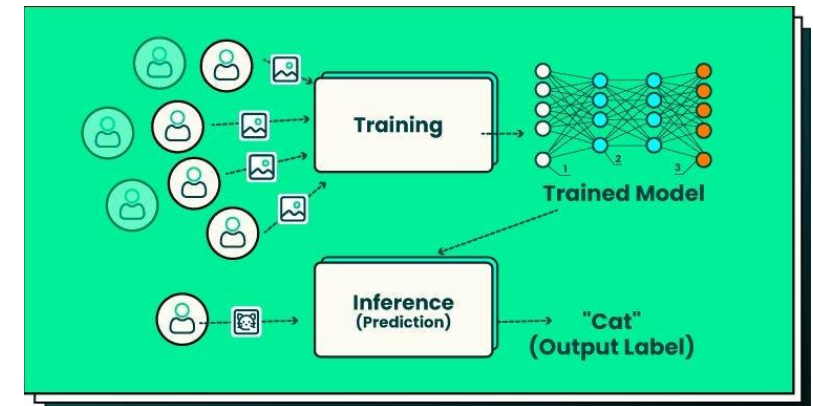 Training
1
2
3
Trained Model
Inference
(Prediction)
"Cat"
(Output Label)